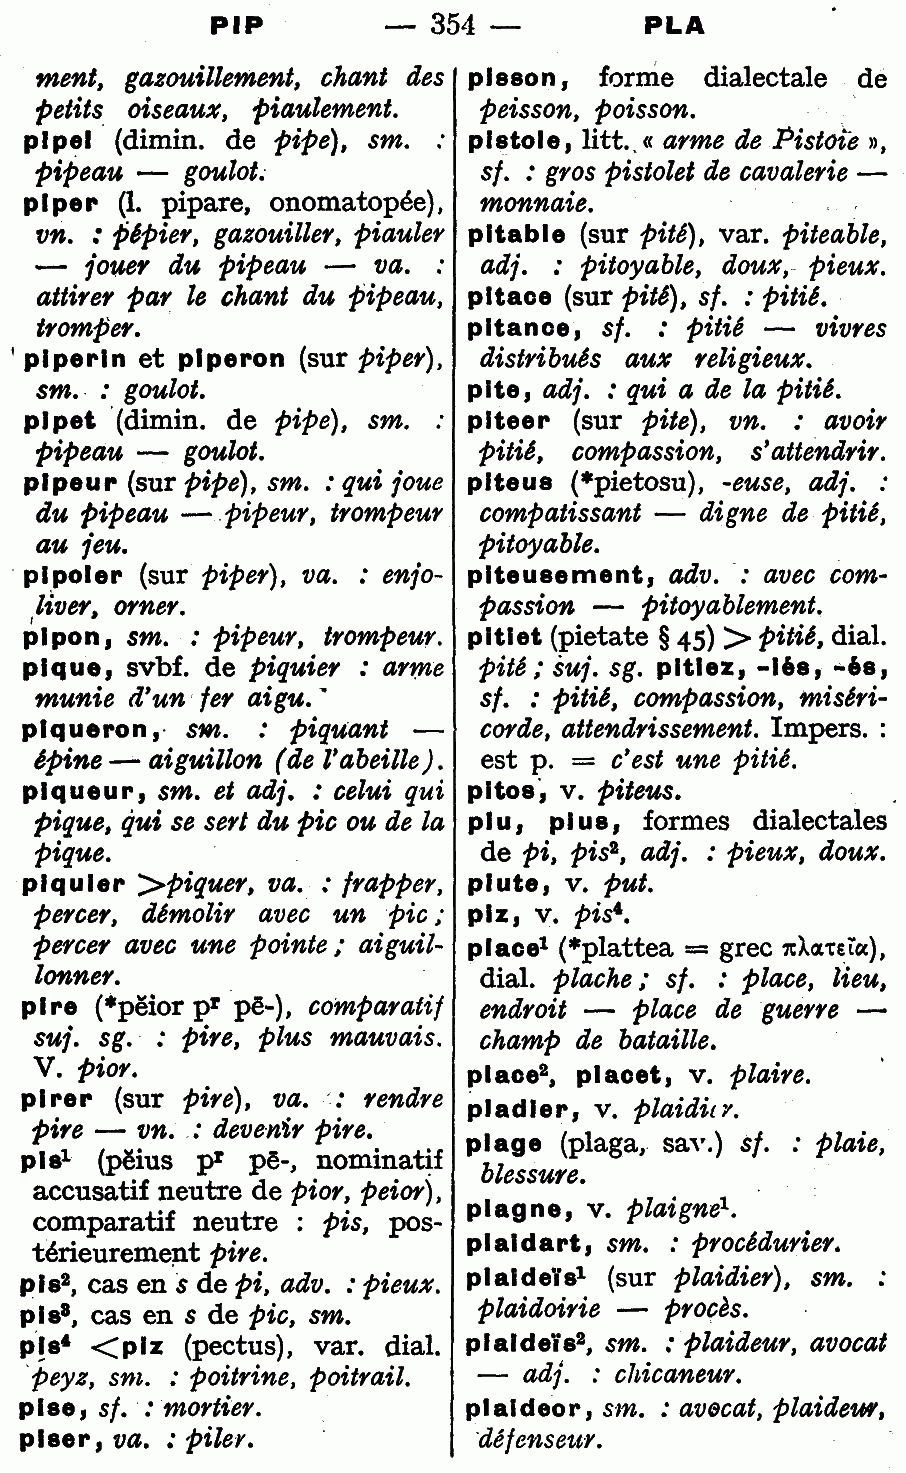 PIP — 354 — PLA
ment, gazouillement, chant des
petits oiseaux, piaulement.
pipel (dimin. de pipe), sm. :
pipeau — goulot.
piper (l. pipare, onomatopée),
vn. : pépier, gazouiller, piauler
— jouer du pipeau — va. :
attirer par le chant du pipeau,
tromper.
piperin et piperon (sur piper),
sm. : goulot.
pipet (dimin. de pipe), sm. :
pipeau — goulot.
pipeur (sur pipe), sm. : qui joue
du pipeau — pipeur, trompeur
au jeu.
pipoler (sur piper), va. : enjo-
liver, orner.
pipon, sm. : pipeur, trompeur.
pique, svbf. de piquier : arme
munie d'un fer aigu.
piqueron, sm. : piquant —
épine — aiguillon (de l'abeille).
piqueur, sm. et adj. : celui qui
pique, qui se sert du pic ou de la
pique.
piquier >piquer, va. : frapper,
percer, démolir avec un pic ;
percer avec une pointe ; aiguil-
lonner.
pire (*pĕior pʳ pē-), comparatif
suj. sg. : pire, plus mauvais.
V. pior.
pirer (sur pire), va. : rendre
pire — vn. : devenir pire.
pis¹ (pĕius pʳ pē-, nominatif
accusatif neutre de pior, peior),
comparatif neutre : pis, pos-
térieurement pire.
pis², cas en s de pi, adv. : pieux.
pis³, cas en s de pic, sm.
pis⁴ <piz (pectus), var. dial.
peyz, sm. : poitrine, poitrail.
pise, sf. : mortier.
piser, va. : piler.
pisson, forme dialectale de
peisson, poisson.
pistole, litt. « arme de Pistoïe »,
sf. : gros pistolet de cavalerie —
monnaie.
pitable (sur pité), var. piteable,
adj. : pitoyable, doux, pieux.
pitace (sur pité), sf. : pitié.
pitance, sf. : pitié — vivres
distribués aux religieux.
pite, adj. : qui a de la pitié.
piteer (sur pite), vn. : avoir
pitié, compassion, s'attendrir.
piteus (*pietosu), -euse, adj. :
compatissant — digne de pitié,
pitoyable.
piteusement, adv. : avec com-
passion — pitoyablement.
pitiet (pietate § 45) > pitié, dial.
pité ; suj. sg. pitiez, -iés, -és,
sf. : pitié, compassion, miséri-
corde, attendrissement. Impers. :
est p. = c'est une pitié.
pitos, v. piteus.
piu, pius, formes dialectales
de pi, pis², adj. : pieux, doux.
piute, v. put.
piz, v. pis⁴.
place¹ (*plattea = grec πλατεῖα),
dial. plache ; sf. : place, lieu,
endroit — place de guerre —
champ de bataille.
place², placet, v. plaire.
pladier, v. plaidier.
plage (plaga, sav.) sf. : plaie,
blessure.
plagne, v. plaigne¹.
plaidart, sm. : procédurier.
plaideïs¹ (sur plaidier), sm. :
plaidoirie — procès.
plaideïs², sm. : plaideur, avocat
— adj. : chicaneur.
plaideor, sm. : avocat, plaideur,
défenseur.